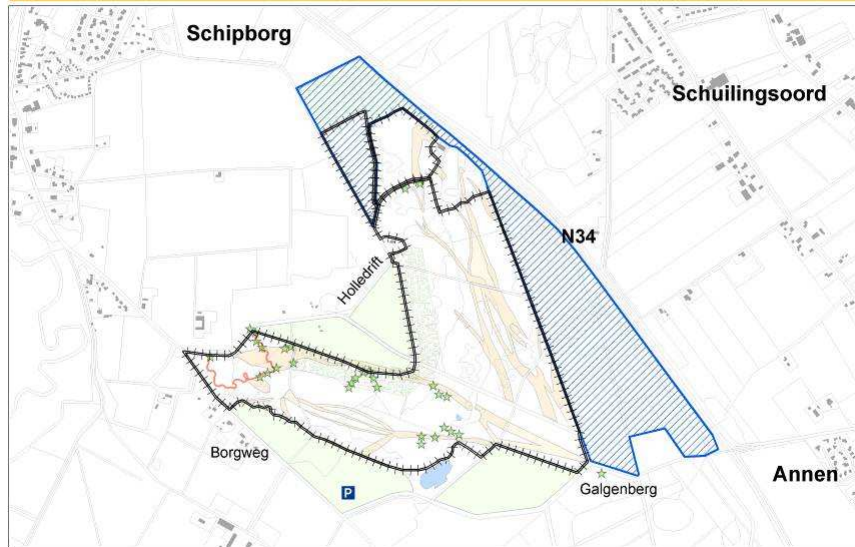 Schipborg
Schuilingsoord
N34
Holledrift
Borgweg
P
Galgenberg
Annen